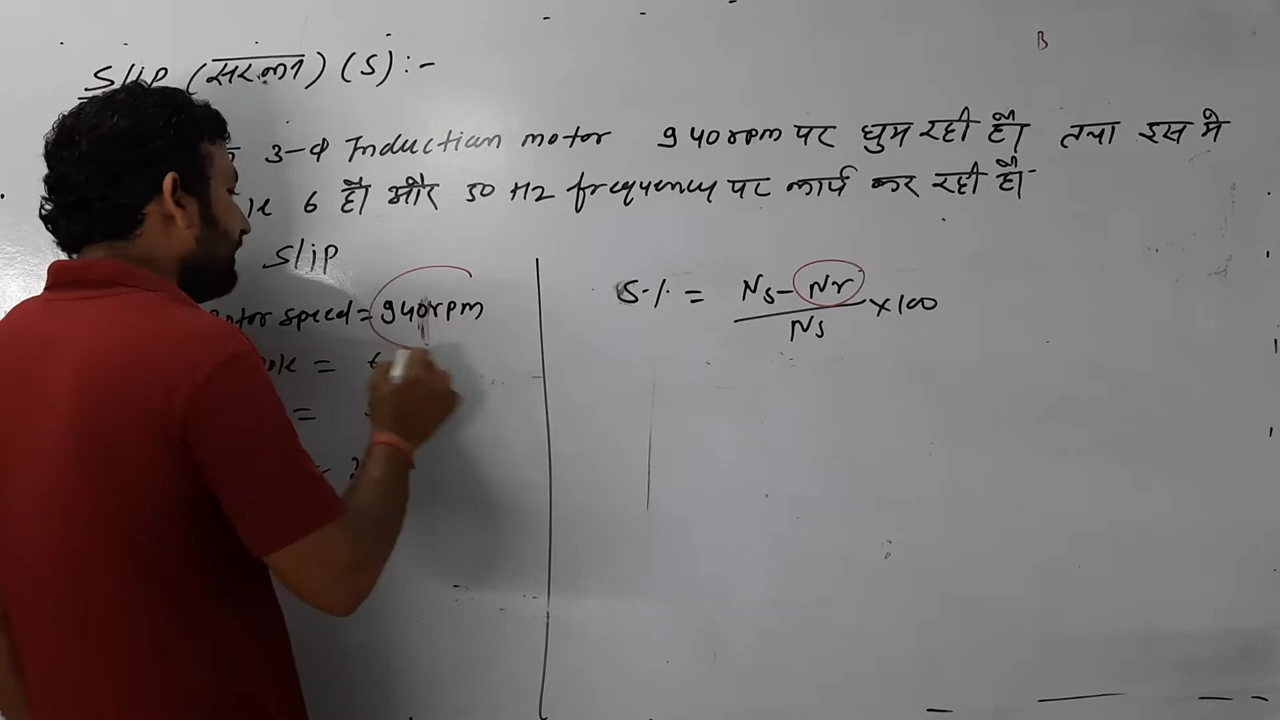 Slip (सरकन) (S) :-
3-Φ Induction motor 940rpm पर घुम रही है। तथा इस मे
6 है। और 50 Hz frequency पर कार्य कर रही है।
Slip
speed = 940rpm
=
=
= ?
S.%. = Ns - Nr / Ns × 100
B